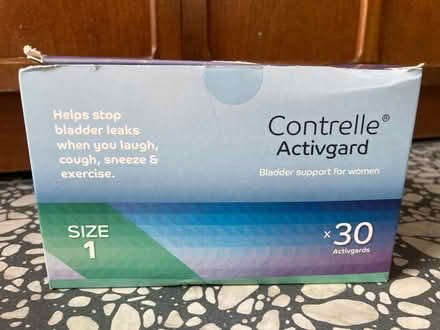 Helps stop
bladder leaks
when you laugh,
cough, sneeze &
exercise.
Contrelle®
Activgard
Bladder support for women
SIZE
1
x 30
Activgards